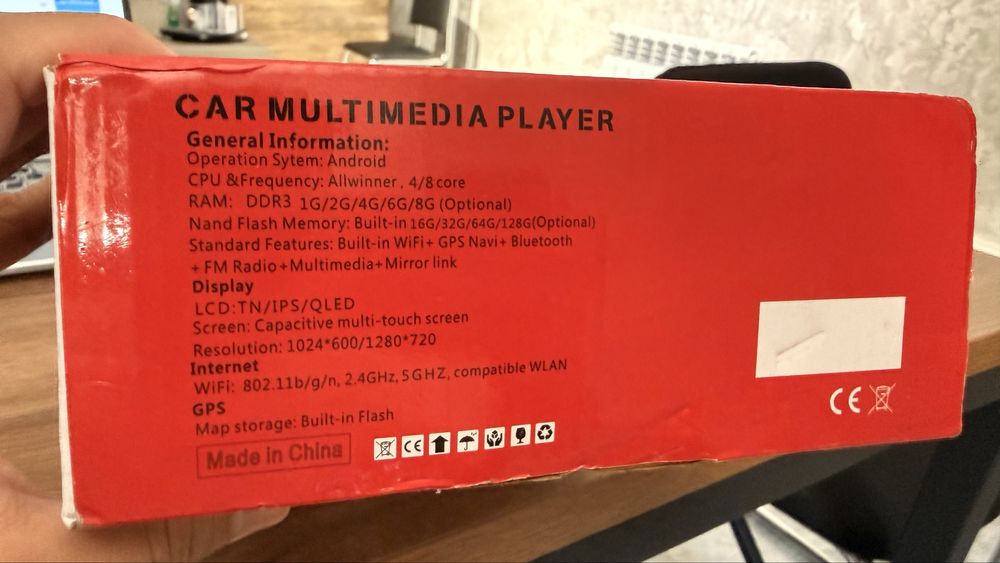 CAR MULTIMEDIA PLAYER
General Information:
Operation Sytem: Android
CPU &Frequency: Allwinner, 4/8 core
RAM: DDR3 1G/2G/4G/6G/8G (Optional)
Nand Flash Memory: Built-in 16G/32G/64G/128G(Optional)
Standard Features: Built-in WiFi+ GPS Navi+ Bluetooth
+ FM Radio+Multimedia+Mirror link
Display
LCD:TN/IPS/QLED
Screen: Capacitive multi-touch screen
Resolution: 1024*600/1280*720
Internet
WiFi: 802.11b/g/n, 2.4GHz, 5GHZ, compatible WLAN
GPS
Map storage: Built-in Flash
Made in China
CE
CE